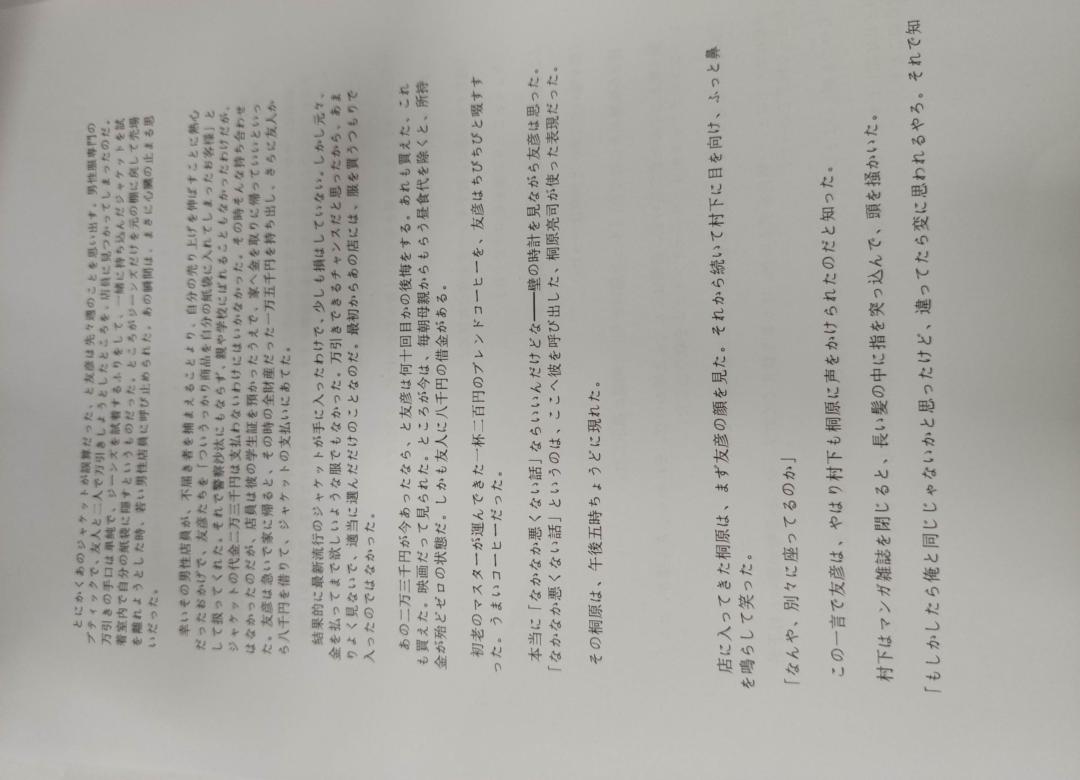 とにかくあのジャケットが誤算だった、と友彦は先々週のことを思い出す。男性服専門の
ブティックで、友人と二人で万引きしようとしたところを、店員に見つかってしまったのだ。
万引きの手口は単純で、ジーンズを試着するふりをして、一緒に持ち込んだジャケットを試
着室内で自分の紙袋に隠すというものだった。ところがジーンズだけを元の棚に戻して売場
を離れようとした時、若い男性店員に呼び止められた。あの瞬間は、まさに心臓の止まる思
いだった。
幸いその男性店員が、不届き者を捕まえることより、自分の売り上げを伸ばすことに熱心
だったおかげで、友彦たちを「ついうっかり商品を自分の紙袋に入れてしまったお客様」と
して扱ってくれた。それで警察沙汰にもならず、親や学校にばれることもなかったわけだが、
ジャケットの代金二万三千円は支払わないわけにはいかなかった。その時そんな持ち合わせ
はなかったのだが、店員は彼の学生証を預かったうえで、家へ金を取りに帰っていいといっ
た。友彦は急いで家に帰ると、その時の全財産だった一万五千円を持ち出し、さらに友人か
ら八千円を借りて、ジャケットの支払いにあてた。
結果的に最新流行のジャケットが手に入ったわけで、少しも損はしていない。しかし元々、
金を払ってまで欲しいような服でもなかった。万引きできるチャンスだと思ったから、あま
りよく見ないで、適当に選んだだけのことなのだ。最初からあの店には、服を買うつもりで
入ったのではなかった。
あの二万三千円が今あったなら、と友彦は何十回目かの後悔をする。あれも買えた、これ
も買えた。映画だって見られた。ところが今は、毎朝母親からもらう昼食代を除くと、所持
金が殆どゼロの状態だ。しかも友人に八千円の借金がある。
初老のマスターが運んできた一杯二百円のブレンドコーヒーを、友彦はちびちびと啜すす
った。うまいコーヒーだった。
本当に「なかなか悪くない話」ならいいんだけどな――壁の時計を見ながら友彦は思った。
「なかなか悪くない話」というのは、ここへ彼を呼び出した、桐原亮司が使った表現だった。
その桐原は、午後五時ちょうどに現れた。
店に入ってきた桐原は、まず友彦の顔を見た。それから続いて村下に目を向け、ふっと鼻
を鳴らして笑った。
「なんや、別々に座ってるのか」
この一言で友彦は、やはり村下も桐原に声をかけられたのだと知った。
村下はマンガ雑誌を閉じると、長い髪の中に指を突っ込んで、頭を掻かいた。
「もしかしたら俺と同じじゃないかと思ったけど、違ってたら変に思われるやろ。それで知